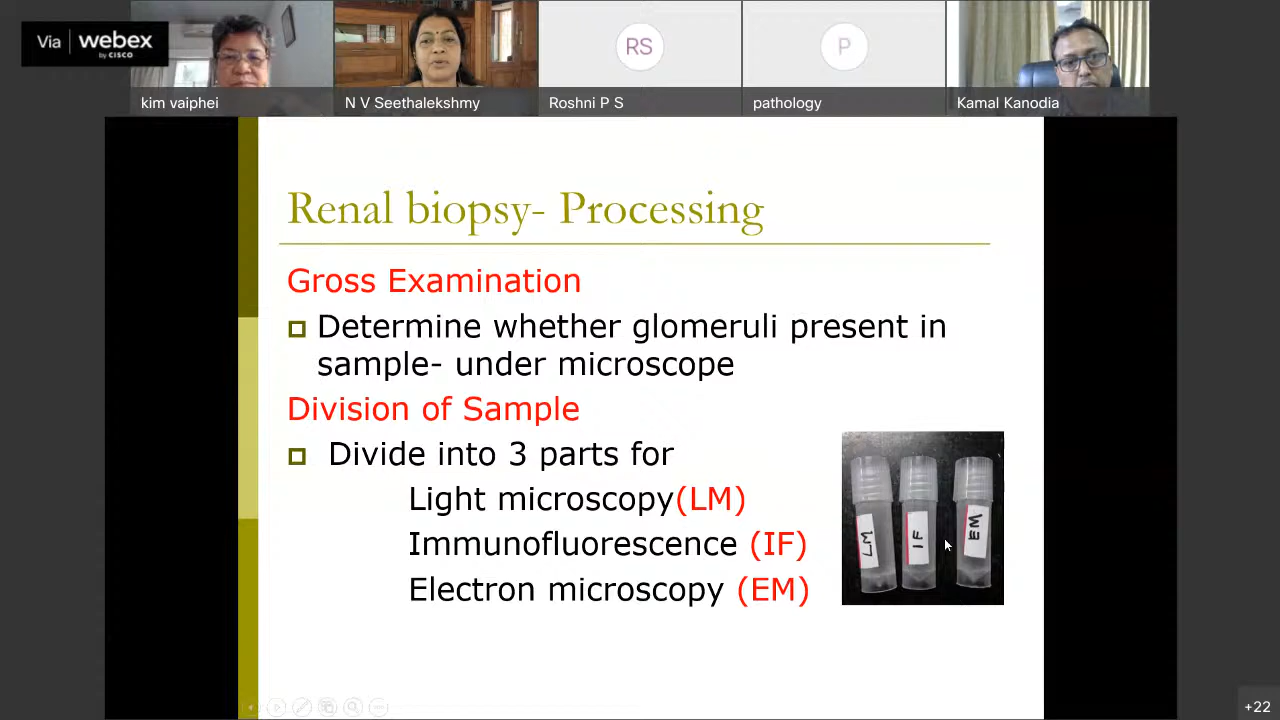 Via webex
by CISCO
RS
P
kim vaiphei
N V Seethalekshmy
Roshni P S
pathology
Kamal Kanodia
Renal biopsy- Processing
Gross Examination
Determine whether glomeruli present in
sample- under microscope
Division of Sample
Divide into 3 parts for
Light microscopy(LM)
Immunofluorescence (IF)
Electron microscopy (EM)
LM
IF
EM
+22